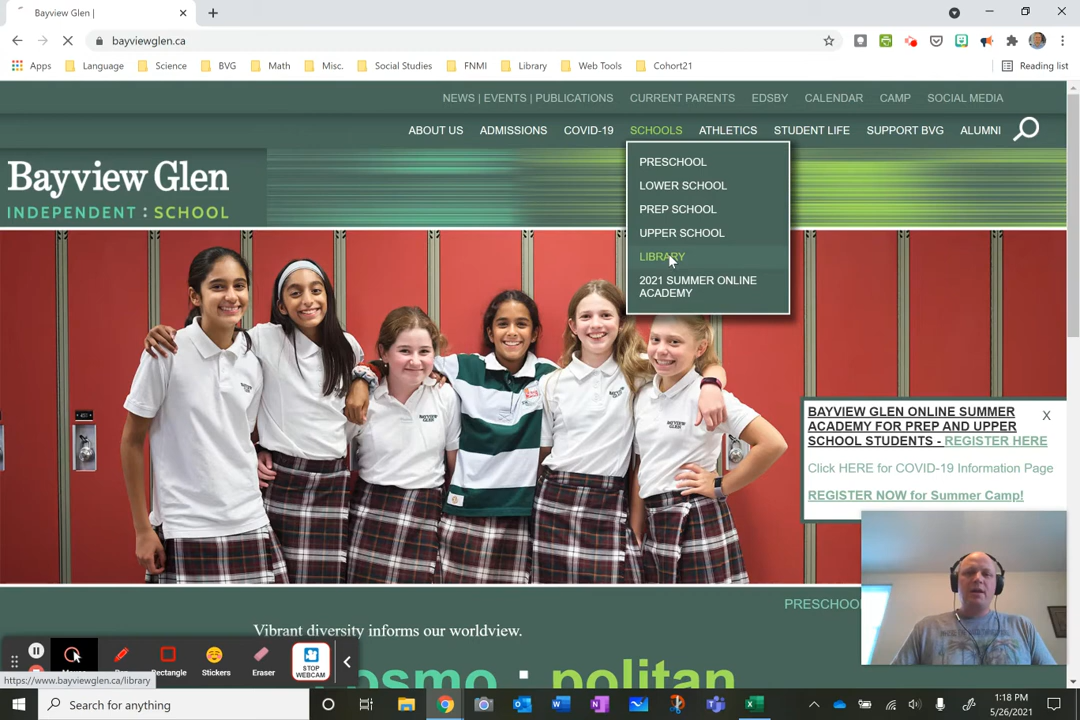 Bayview Glen |
bayviewglen.ca
Apps Language Science BVG Math Misc. Social Studies FNMI Library Web Tools Cohort21 Reading list
NEWS | EVENTS | PUBLICATIONS CURRENT PARENTS EDSBY CALENDAR CAMP SOCIAL MEDIA
ABOUT US ADMISSIONS COVID-19 SCHOOLS ATHLETICS STUDENT LIFE SUPPORT BVG ALUMNI
Bayview Glen
INDEPENDENT : SCHOOL
PRESCHOOL
LOWER SCHOOL
PREP SCHOOL
UPPER SCHOOL
LIBRARY
2021 SUMMER ONLINE
ACADEMY
BAYVIEW GLEN ONLINE SUMMER
ACADEMY FOR PREP AND UPPER
SCHOOL STUDENTS - REGISTER HERE
X
Click HERE for COVID-19 Information Page
REGISTER NOW for Summer Camp!
PRESCHOO
Vibrant diversity informs our worldview.
osmo : politan
Rectangle Stickers Eraser
STOP
WEBCAM
https://www.bayviewglen.ca/library
Type here to search for anything
1:18 PM
5/26/2021